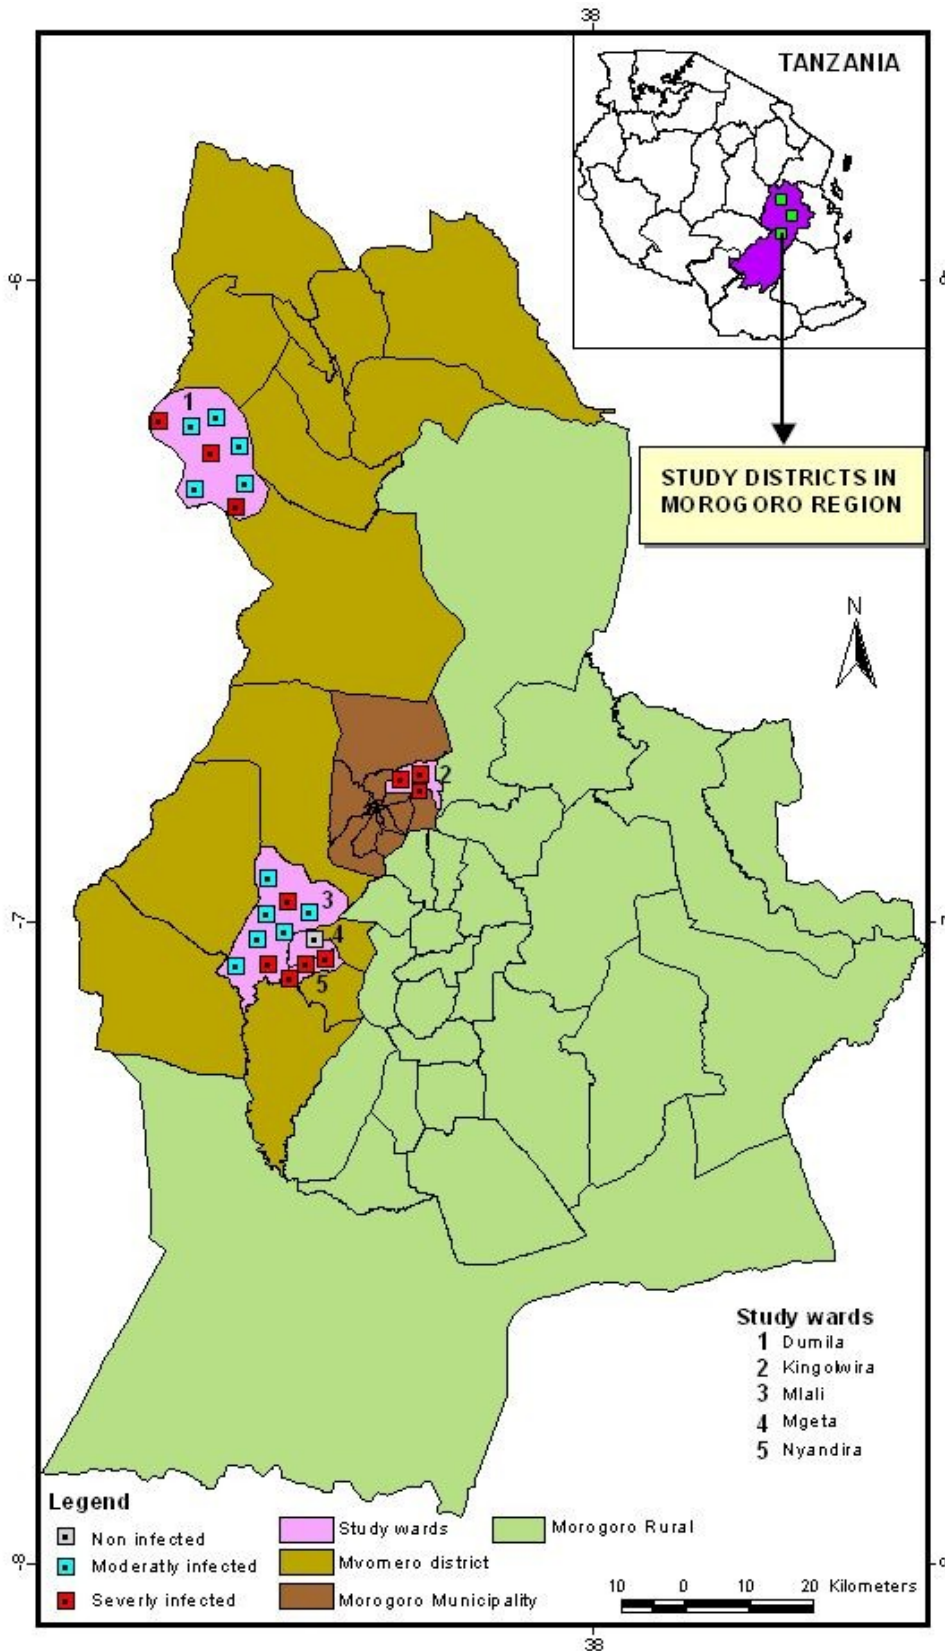 38
TANZANIA
-6
6
STUDY DISTRICTS IN
MOROGORO REGION
N
1
2
3
4
5
-7
Study wards
1 Dumila
2 Kingolwira
3 Mlali
4 Mgeta
5 Nyandira
Legend
Non infected
Moderatly infected
Severly infected
Study wards
Mvomero district
Morogoro Municipality
Morogoro Rural
-8
10 0 10 20 Kilometers
38